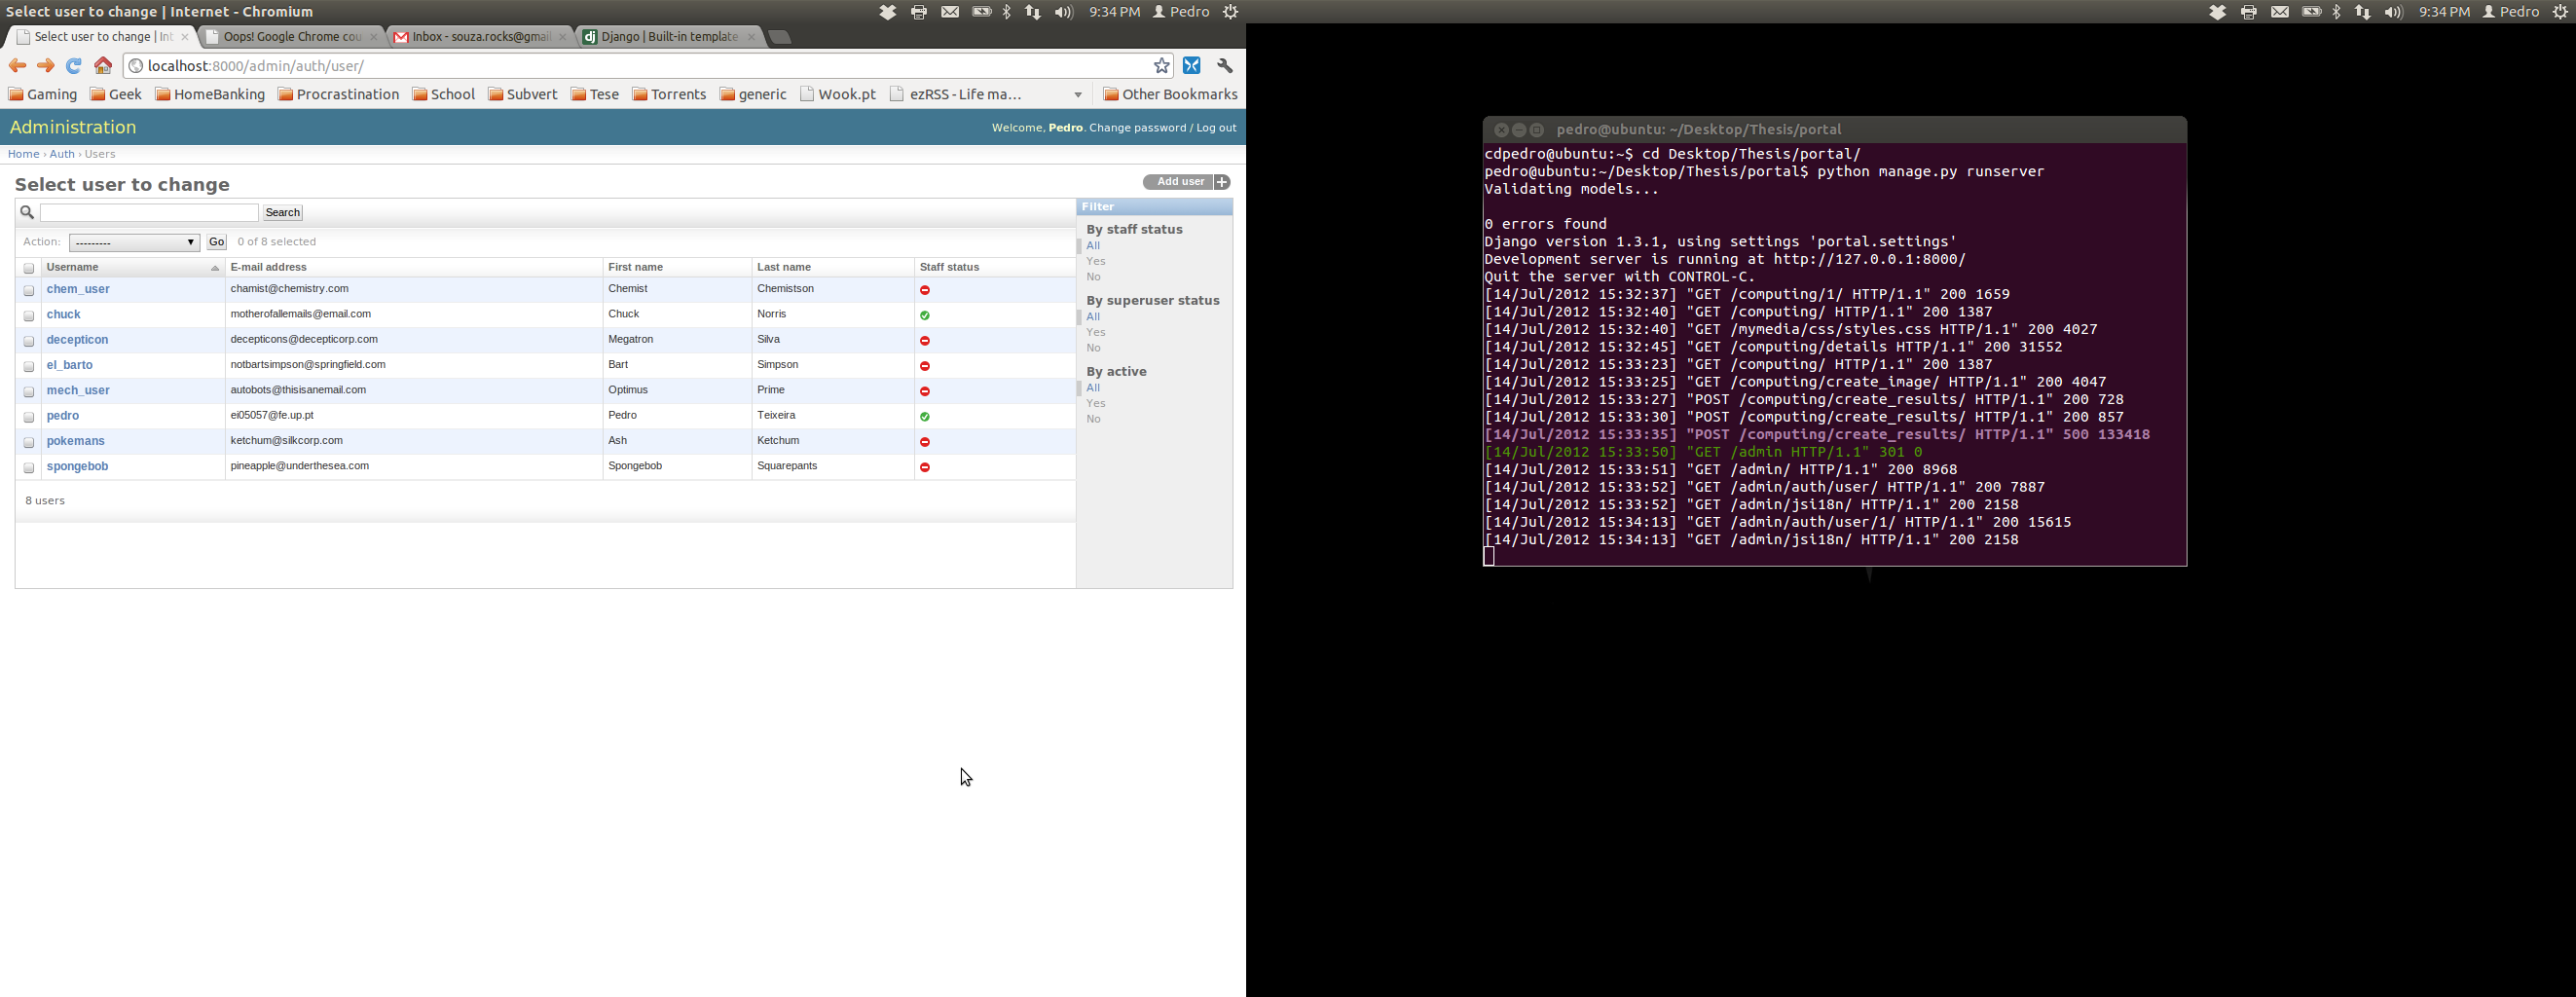 Select user to change | Internet - Chromium
9:34 PM Pedro
Select user to change | Int
Oops! Google Chrome cou
Inbox - souza.rocks@gmail
dj Django | Built-in template
localhost:8000/admin/auth/user/
Gaming Geek HomeBanking Procrastination School Subvert Tese Torrents generic Wook.pt ezRSS - Life ma... Other Bookmarks
Administration
Welcome, Pedro. Change password / Log out
Home › Auth › Users
Select user to change
Add user +
Search
Action: --------- Go 0 of 8 selected
Username E-mail address First name Last name Staff status
chem_user chamist@chemistry.com Chemist Chemistson
chuck motherofallemails@email.com Chuck Norris
decepticon decepticons@decepticorp.com Megatron Silva
el_barto notbartsimpson@springfield.com Bart Simpson
mech_user autobots@thisisanemail.com Optimus Prime
pedro ei05057@fe.up.pt Pedro Teixeira
pokemans ketchum@silkcorp.com Ash Ketchum
spongebob pineapple@underthesea.com Spongebob Squarepants
8 users
Filter
By staff status
All
Yes
No
By superuser status
All
Yes
No
By active
All
Yes
No
9:34 PM Pedro
pedro@ubuntu: ~/Desktop/Thesis/portal
cdpedro@ubuntu:~$ cd Desktop/Thesis/portal/
pedro@ubuntu:~/Desktop/Thesis/portal$ python manage.py runserver
Validating models...
0 errors found
Django version 1.3.1, using settings 'portal.settings'
Development server is running at http://127.0.0.1:8000/
Quit the server with CONTROL-C.
[14/Jul/2012 15:32:37] "GET /computing/1/ HTTP/1.1" 200 1659
[14/Jul/2012 15:32:40] "GET /computing/ HTTP/1.1" 200 1387
[14/Jul/2012 15:32:40] "GET /mymedia/css/styles.css HTTP/1.1" 200 4027
[14/Jul/2012 15:32:45] "GET /computing/details HTTP/1.1" 200 31552
[14/Jul/2012 15:33:23] "GET /computing/ HTTP/1.1" 200 1387
[14/Jul/2012 15:33:25] "GET /computing/create_image/ HTTP/1.1" 200 4047
[14/Jul/2012 15:33:27] "POST /computing/create_results/ HTTP/1.1" 200 728
[14/Jul/2012 15:33:30] "POST /computing/create_results/ HTTP/1.1" 200 857
[14/Jul/2012 15:33:35] "POST /computing/create_results/ HTTP/1.1" 500 133418
[14/Jul/2012 15:33:50] "GET /admin HTTP/1.1" 301 0
[14/Jul/2012 15:33:51] "GET /admin/ HTTP/1.1" 200 8968
[14/Jul/2012 15:33:52] "GET /admin/auth/user/ HTTP/1.1" 200 7887
[14/Jul/2012 15:33:52] "GET /admin/jsi18n/ HTTP/1.1" 200 2158
[14/Jul/2012 15:34:13] "GET /admin/auth/user/1/ HTTP/1.1" 200 15615
[14/Jul/2012 15:34:13] "GET /admin/jsi18n/ HTTP/1.1" 200 2158